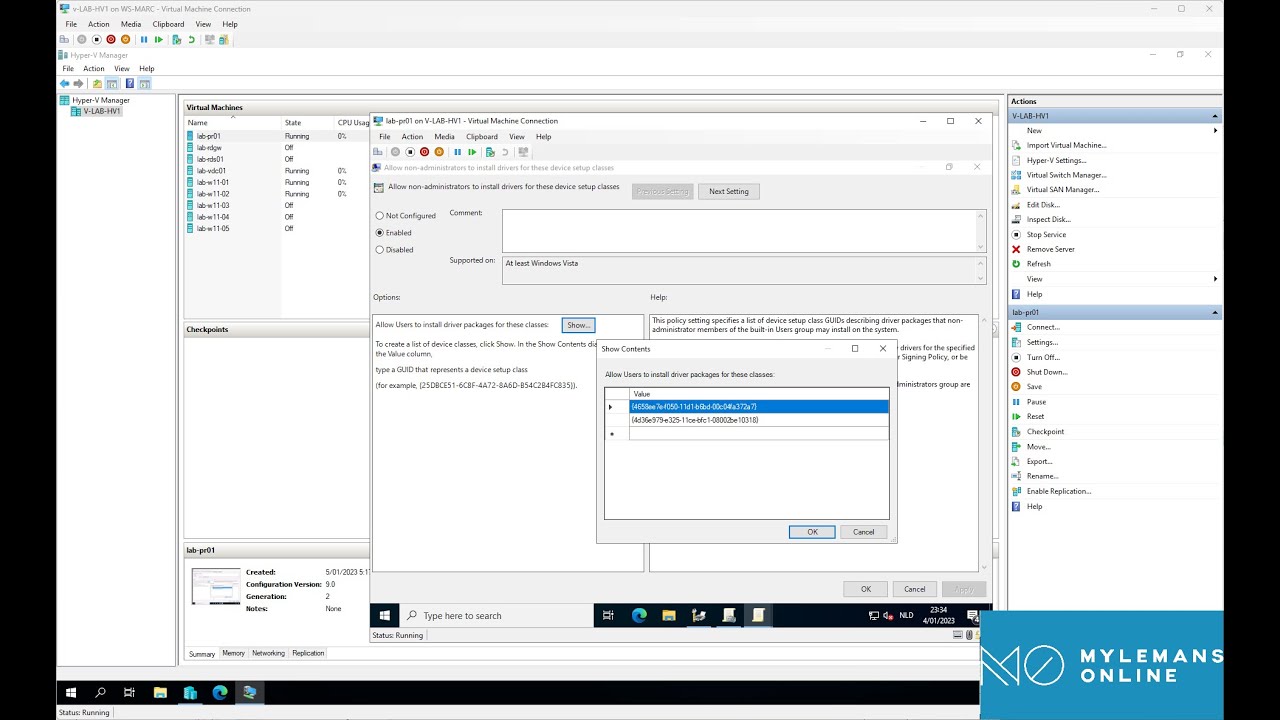 v-LAB-HV1 on WS-MARC - Virtual Machine Connection
File Action Media Clipboard View Help
Hyper-V Manager
File Action View Help
Hyper-V Manager
V-LAB-HV1
Virtual Machines
Name State CPU Usag
lab-pr01 Running 0%
lab-rdgw Off
lab-rds01 Off
lab-vdc01 Running 0%
lab-w11-01 Running 0%
lab-w11-02 Running 0%
lab-w11-03 Off
lab-w11-04 Off
lab-w11-05 Off
Checkpoints
lab-pr01
Created: 5/01/2023 5:17
Configuration Version: 9.0
Generation: 2
Notes: None
Summary Memory Networking Replication
lab-pr01 on V-LAB-HV1 - Virtual Machine Connection
File Action Media Clipboard View Help
Allow non-administrators to install drivers for these device setup classes
Allow non-administrators to install drivers for these device setup classes
Previous Setting Next Setting
Not Configured
Enabled
Disabled
Comment:
Supported on: At least Windows Vista
Options: Help:
Allow Users to install driver packages for these classes: Show...
To create a list of device classes, click Show. In the Show Contents dia
the Value column,
type a GUID that represents a device setup class
(for example, {25DBCE51-6C8F-4A72-8A6D-B54C2B4FC835}).
This policy setting specifies a list of device setup class GUIDs describing driver packages that non-
administrator members of the built-in Users group may install on the system.
drivers for the specified
r Signing Policy, or be
dministrators group are
Show Contents
Allow Users to install driver packages for these classes:
Value
{4658ee7e-f050-11d1-b6bd-00c04fa372a7}
{4d36e979-e325-11ce-bfc1-08002be10318}
OK Cancel
OK Cancel Apply
Type here to search
NLD
23:34
4/01/2023
4
Status: Running
Actions
V-LAB-HV1
New
Import Virtual Machine...
Hyper-V Settings...
Virtual Switch Manager...
Virtual SAN Manager...
Edit Disk...
Inspect Disk...
Stop Service
Remove Server
Refresh
View
Help
lab-pr01
Connect...
Settings...
Turn Off...
Shut Down...
Save
Pause
Reset
Checkpoint
Move...
Export...
Rename...
Enable Replication...
Help
MYLEMANS
ONLINE
Status: Running